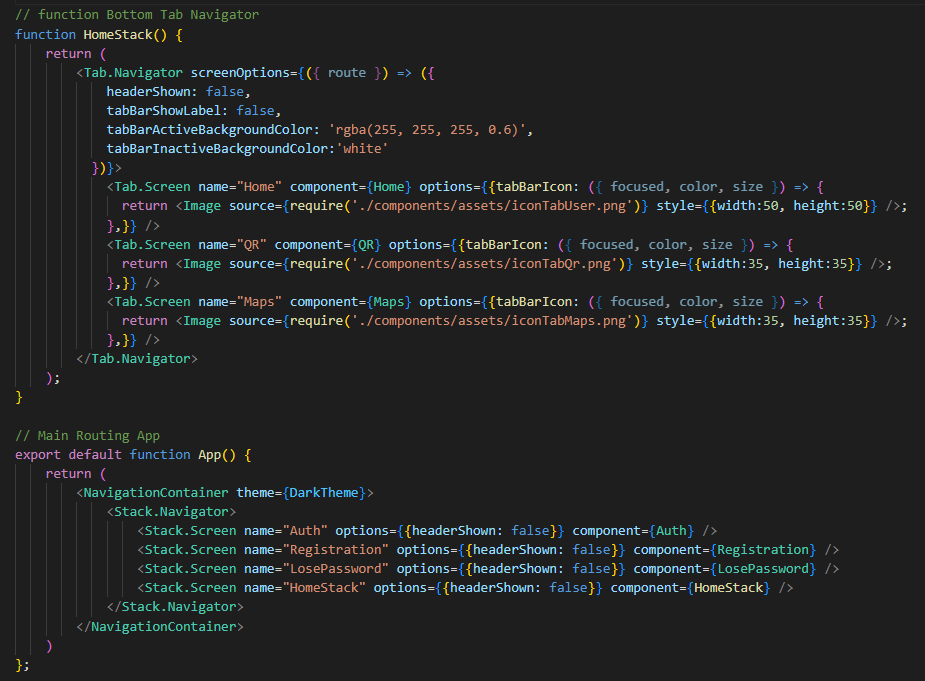 // function Bottom Tab Navigator
function HomeStack() {
return (
<Tab.Navigator screenOptions={({ route }) => ({
headerShown: false,
tabBarShowLabel: false,
tabBarActiveBackgroundColor: 'rgba(255, 255, 255, 0.6)',
tabBarInactiveBackgroundColor:'white'
})}>
<Tab.Screen name="Home" component={Home} options={{tabBarIcon: ({ focused, color, size }) => {
return <Image source={require('./components/assets/iconTabUser.png')} style={{width:50, height:50}} />;
},}} />
<Tab.Screen name="QR" component={QR} options={{tabBarIcon: ({ focused, color, size }) => {
return <Image source={require('./components/assets/iconTabQr.png')} style={{width:35, height:35}} />;
},}} />
<Tab.Screen name="Maps" component={Maps} options={{tabBarIcon: ({ focused, color, size }) => {
return <Image source={require('./components/assets/iconTabMaps.png')} style={{width:35, height:35}} />;
},}} />
</Tab.Navigator>
);
}
// Main Routing App
export default function App() {
return (
<NavigationContainer theme={DarkTheme}>
<Stack.Navigator>
<Stack.Screen name="Auth" options={{headerShown: false}} component={Auth} />
<Stack.Screen name="Registration" options={{headerShown: false}} component={Registration} />
<Stack.Screen name="LosePassword" options={{headerShown: false}} component={LosePassword} />
<Stack.Screen name="HomeStack" options={{headerShown: false}} component={HomeStack} />
</Stack.Navigator>
</NavigationContainer>
)
};